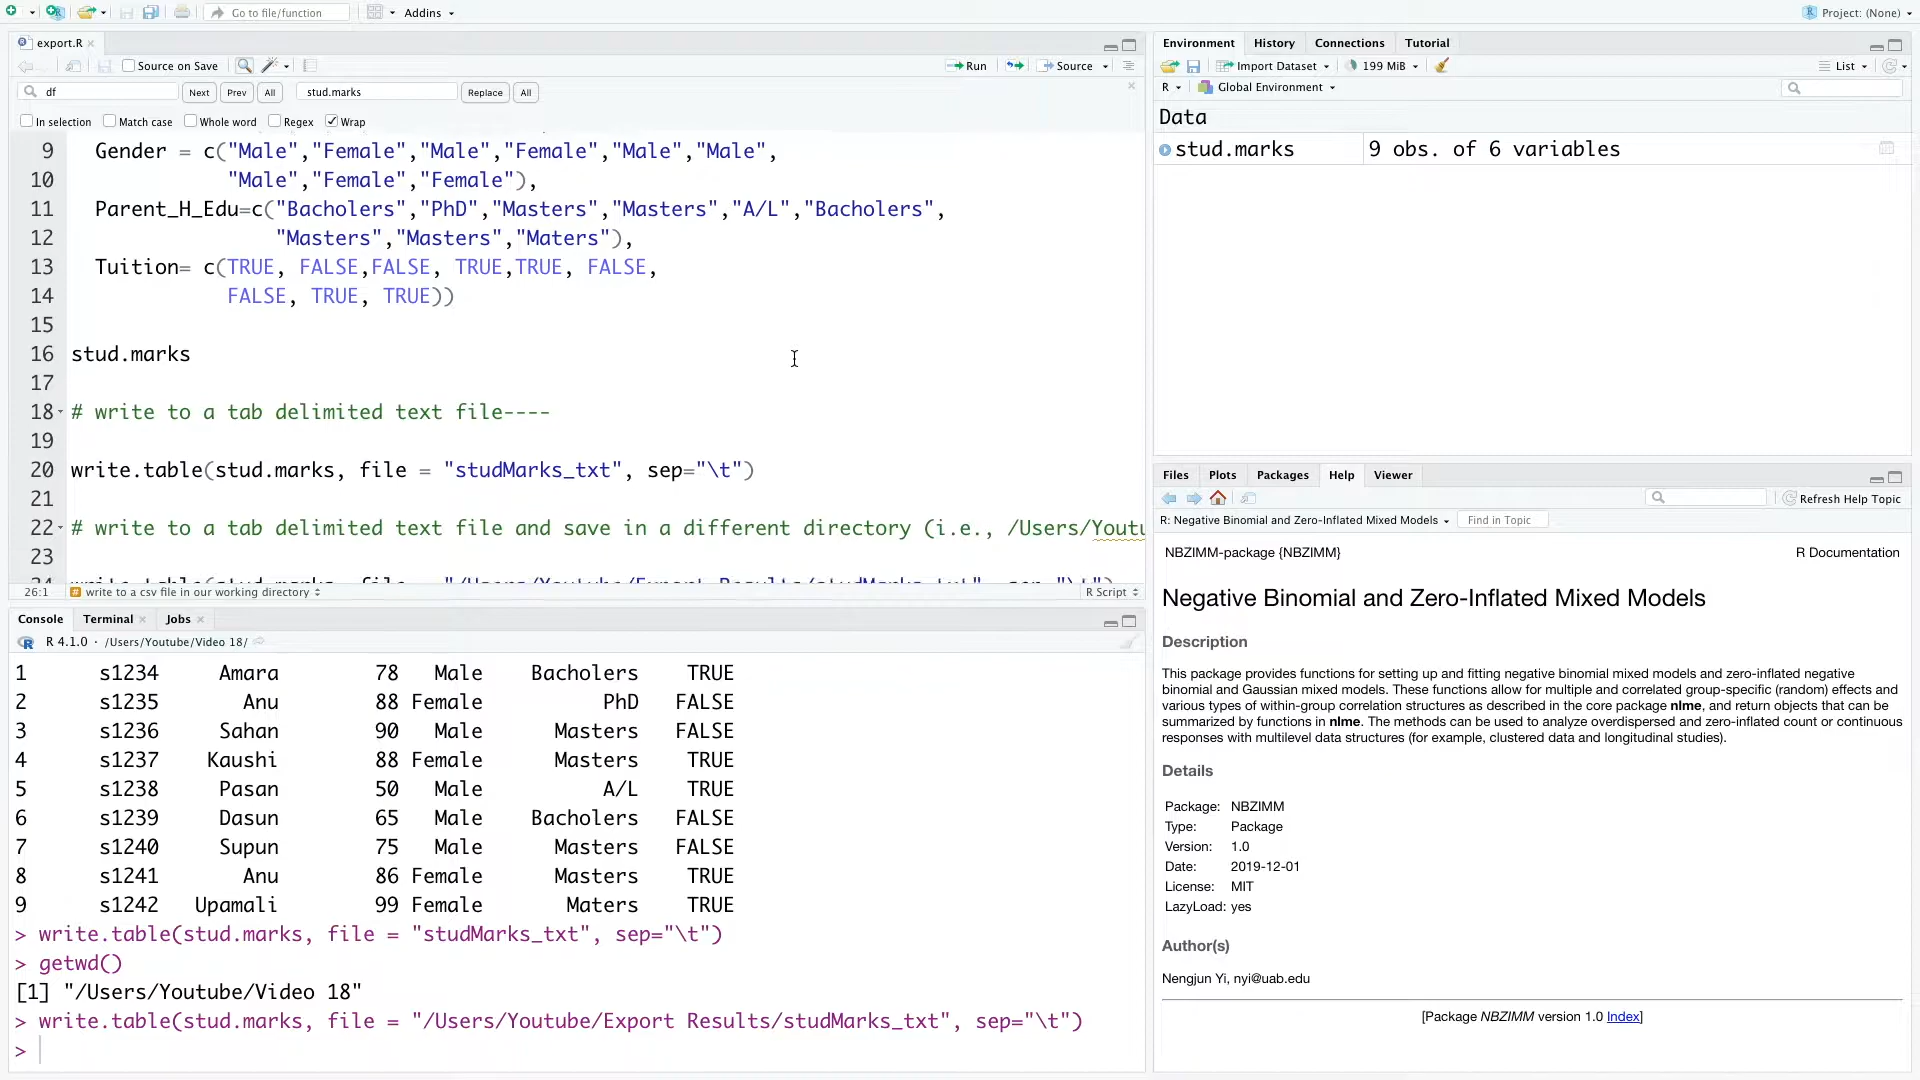 Go to file/function
Addins
Project: (None)
export.R
Source on Save
Run
Source
df
Next
Prev
All
stud.marks
Replace
All
In selection
Match case
Whole word
Regex
Wrap
9 Gender = c("Male","Female","Male","Female","Male","Male",
10 "Male","Female","Female"),
11 Parent_H_Edu=c("Bacholers","PhD","Masters","Masters","A/L","Bacholers",
12 "Masters","Masters","Maters"),
13 Tuition= c(TRUE, FALSE,FALSE, TRUE,TRUE, FALSE,
14 FALSE, TRUE, TRUE))
15
16 stud.marks
17
18 # write to a tab delimited text file----
19
20 write.table(stud.marks, file = "studMarks_txt", sep="\t")
21
22 # write to a tab delimited text file and save in a different directory (i.e., /Users/Youtu
23
24 write.table(stud.marks, file = "/Users/Youtube/Export Results/studMarks_txt", sep="\t")
26:1
write to a csv file in our working directory
R Script
Console
Terminal
Jobs
R 4.1.0 · /Users/Youtube/Video 18/
1 s1234 Amara 78 Male Bacholers TRUE
2 s1235 Anu 88 Female PhD FALSE
3 s1236 Sahan 90 Male Masters FALSE
4 s1237 Kaushi 88 Female Masters TRUE
5 s1238 Pasan 50 Male A/L TRUE
6 s1239 Dasun 65 Male Bacholers FALSE
7 s1240 Supun 75 Male Masters FALSE
8 s1241 Anu 86 Female Masters TRUE
9 s1242 Upamali 99 Female Maters TRUE
> write.table(stud.marks, file = "studMarks_txt", sep="\t")
> getwd()
[1] "/Users/Youtube/Video 18"
> write.table(stud.marks, file = "/Users/Youtube/Export Results/studMarks_txt", sep="\t")
>
Environment
History
Connections
Tutorial
Import Dataset
199 MiB
List
R
Global Environment
Data
stud.marks 9 obs. of 6 variables
Files
Plots
Packages
Help
Viewer
Refresh Help Topic
R: Negative Binomial and Zero-Inflated Mixed Models
Find in Topic
NBZIMM-package {NBZIMM}
R Documentation
Negative Binomial and Zero-Inflated Mixed Models
Description
This package provides functions for setting up and fitting negative binomial mixed models and zero-inflated negative
binomial and Gaussian mixed models. These functions allow for multiple and correlated group-specific (random) effects and
various types of within-group correlation structures as described in the core package nlme, and return objects that can be
summarized by functions in nlme. The methods can be used to analyze overdispersed and zero-inflated count or continuous
responses with multilevel data structures (for example, clustered data and longitudinal studies).
Details
Package: NBZIMM
Type: Package
Version: 1.0
Date: 2019-12-01
License: MIT
LazyLoad: yes
Author(s)
Nengjun Yi, nyi@uab.edu
[Package NBZIMM version 1.0 Index]